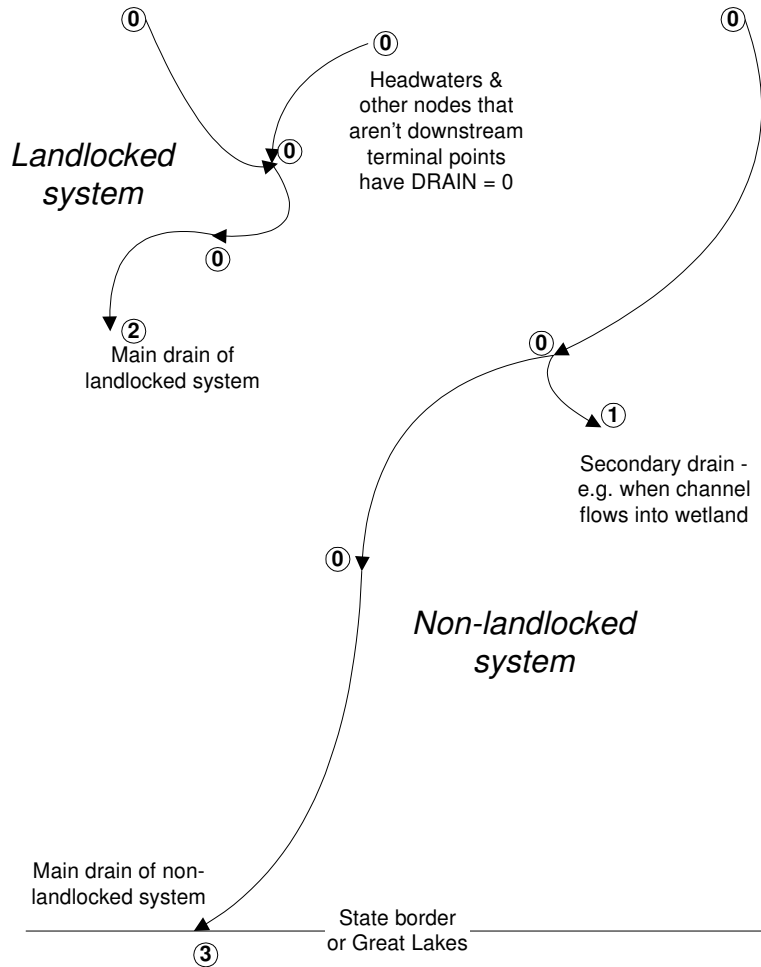 0
0
0
Headwaters &
other nodes that
aren't downstream
terminal points
have DRAIN = 0
0
Landlocked
system
0
2
Main drain of
landlocked system
0
1
Secondary drain -
e.g. when channel
flows into wetland
0
Non-landlocked
system
Main drain of non-
landlocked system
State border
or Great Lakes
3